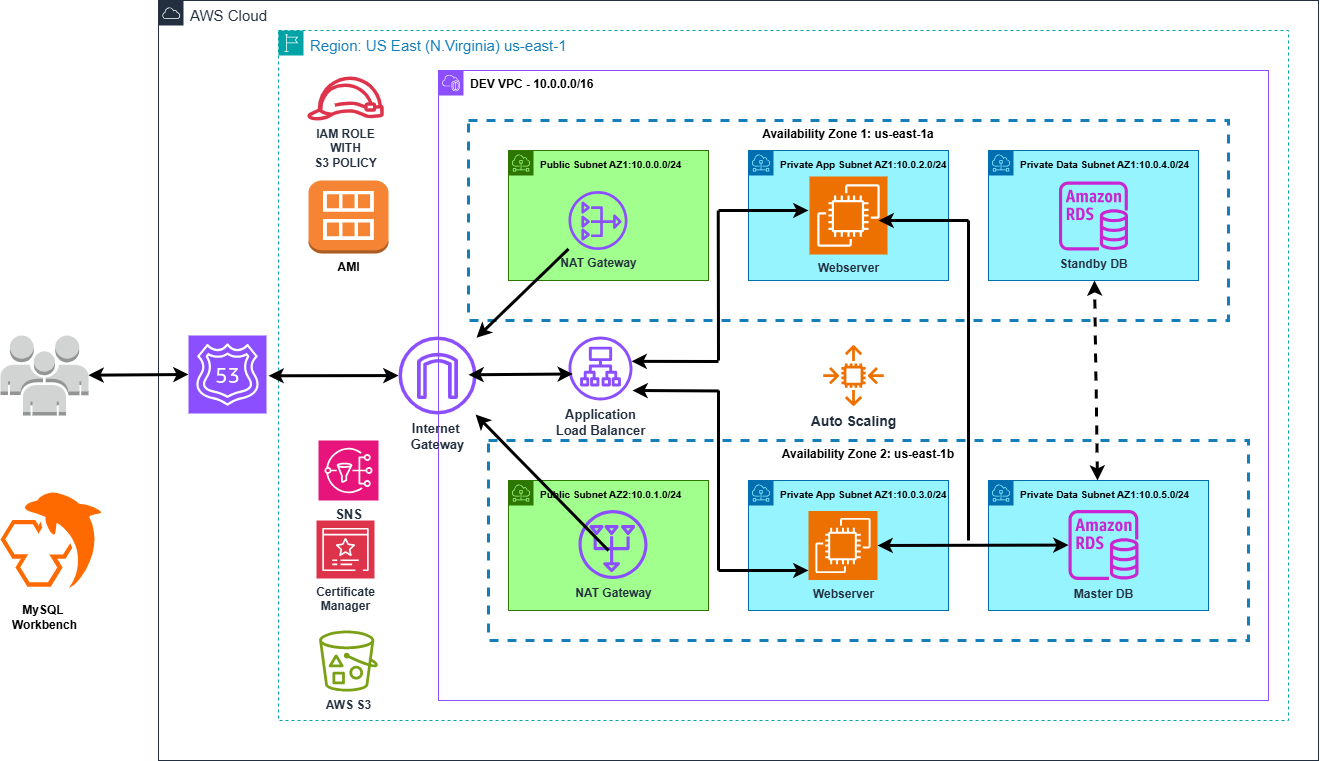 AWS Cloud
Region: US East (N.Virginia) us-east-1
DEV VPC - 10.0.0.0/16
IAM ROLE
WITH
S3 POLICY
AMI
Availability Zone 1: us-east-1a
Public Subnet AZ1:10.0.0.0/24
NAT Gateway
Private App Subnet AZ1:10.0.2.0/24
Webserver
Private Data Subnet AZ1:10.0.4.0/24
Amazon
RDS
Standby DB
53
Internet
Gateway
Application
Load Balancer
Auto Scaling
Availability Zone 2: us-east-1b
Public Subnet AZ2:10.0.1.0/24
NAT Gateway
Private App Subnet AZ1:10.0.3.0/24
Webserver
Private Data Subnet AZ1:10.0.5.0/24
Amazon
RDS
Master DB
SNS
Certificate
Manager
AWS S3
MySQL
Workbench